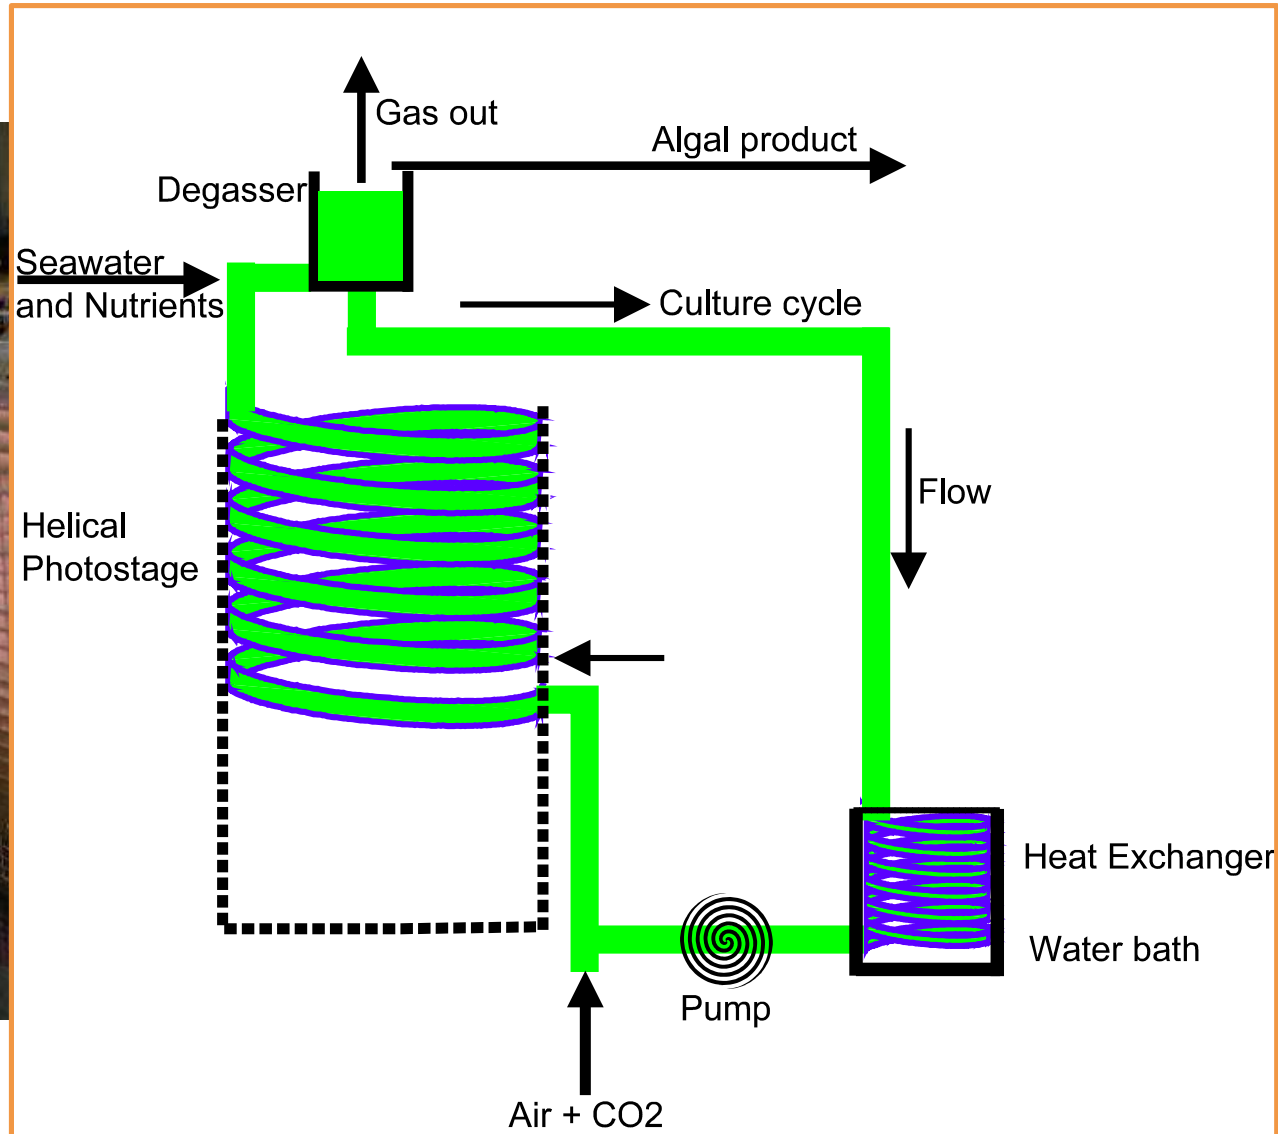 Gas out
Algal product
Degasser
Seawater
and Nutrients
Culture cycle
Flow
Helical
Photostage
Heat Exchanger
Water bath
Pump
Air + CO2